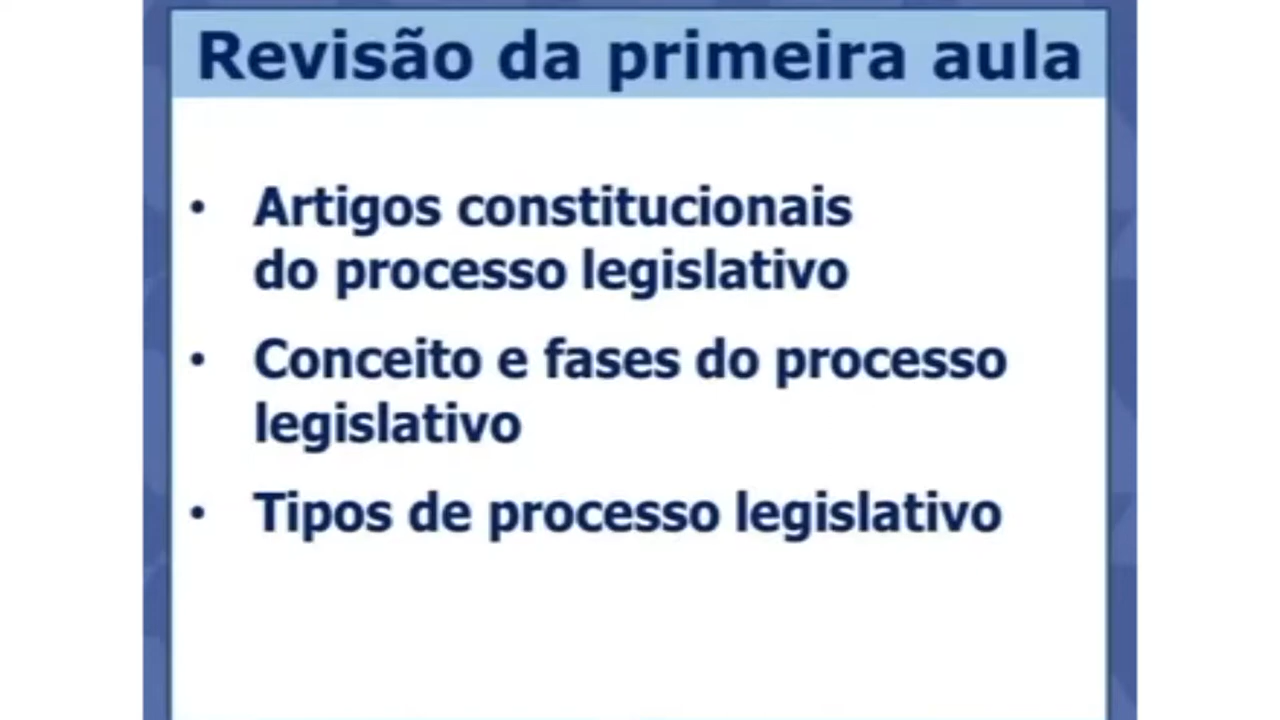 Revisão da primeira aula
• Artigos constitucionais
do processo legislativo
• Conceito e fases do processo
legislativo
• Tipos de processo legislativo